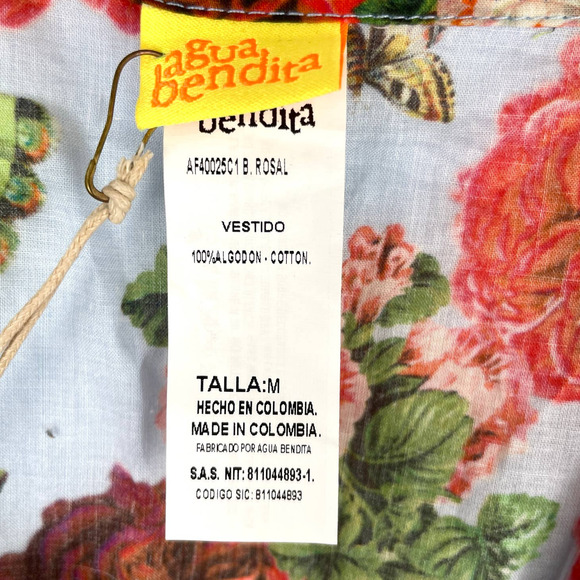 agua
bendita
bendita
AF40025C1 B. ROSAL
VESTIDO
100%ALGODON - COTTON.
TALLA:M
HECHO EN COLOMBIA.
MADE IN COLOMBIA.
FABRICADO POR AGUA BENDITA
S.A.S. NIT: 811044893-1.
CODIGO SIC: 811044893